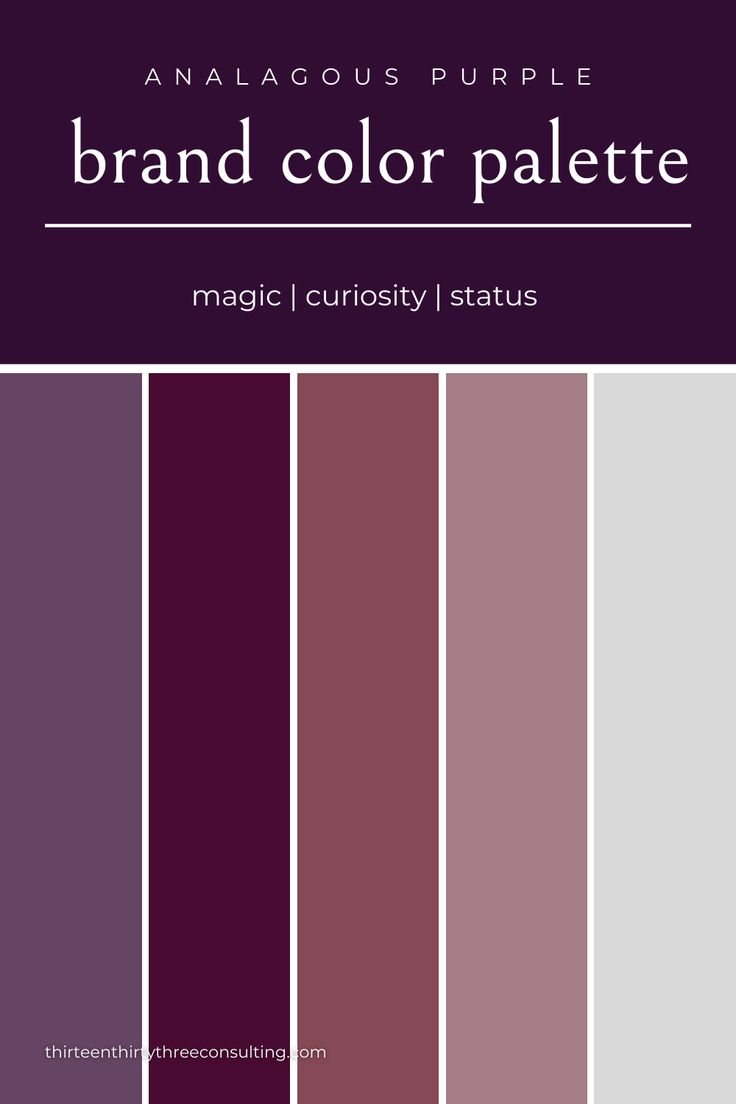 ANALAGOUS PURPLE
brand color palette
magic | curiosity | status
thirteenthirtythreeconsulting.com